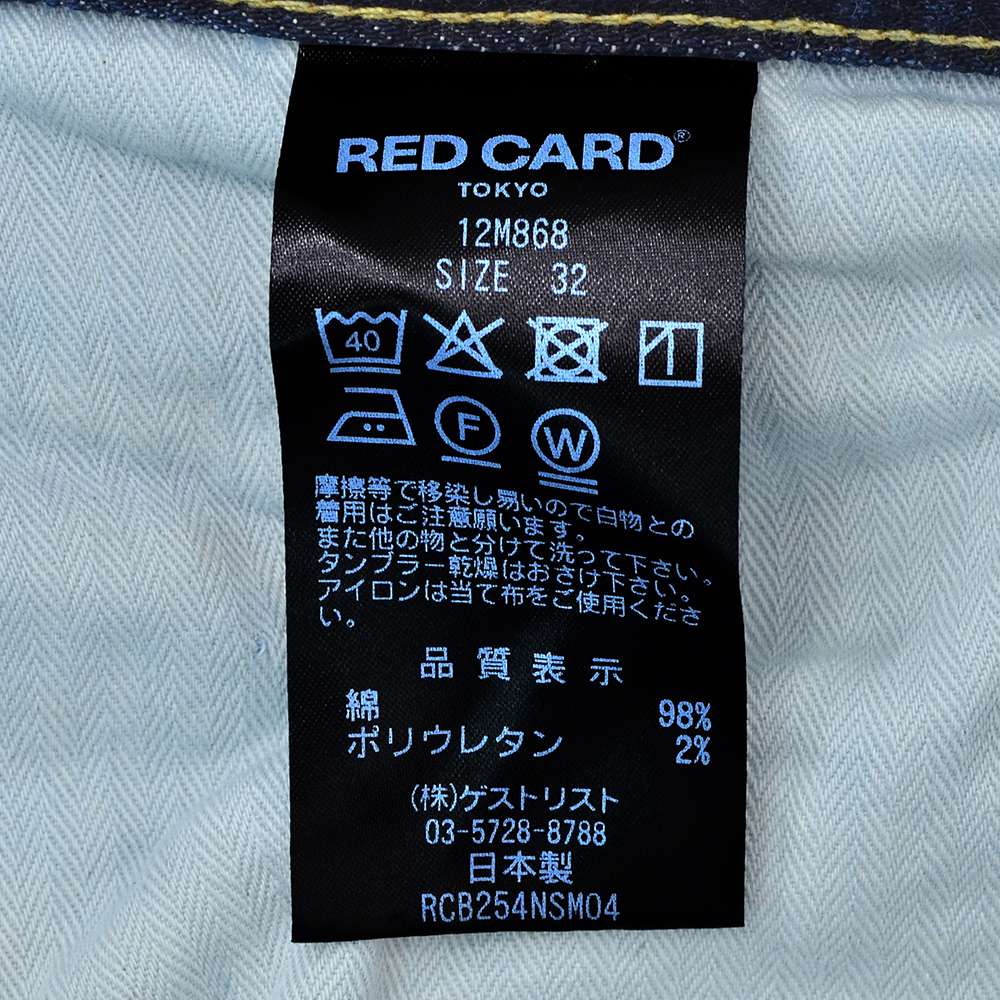 RED CARD®
TOKYO
12M868
SIZE 32
40
F W
摩擦等で移染し易いので白物との
着用はご注意願います。
また他の物と分けて洗って下さい。
タンブラー乾燥はおさけ下さい。
アイロンは当て布をご使用くださ
い。
品質表示
綿 98%
ポリウレタン 2%
(株)ゲストリスト
03-5728-8788
日本製
RCB254NSM04